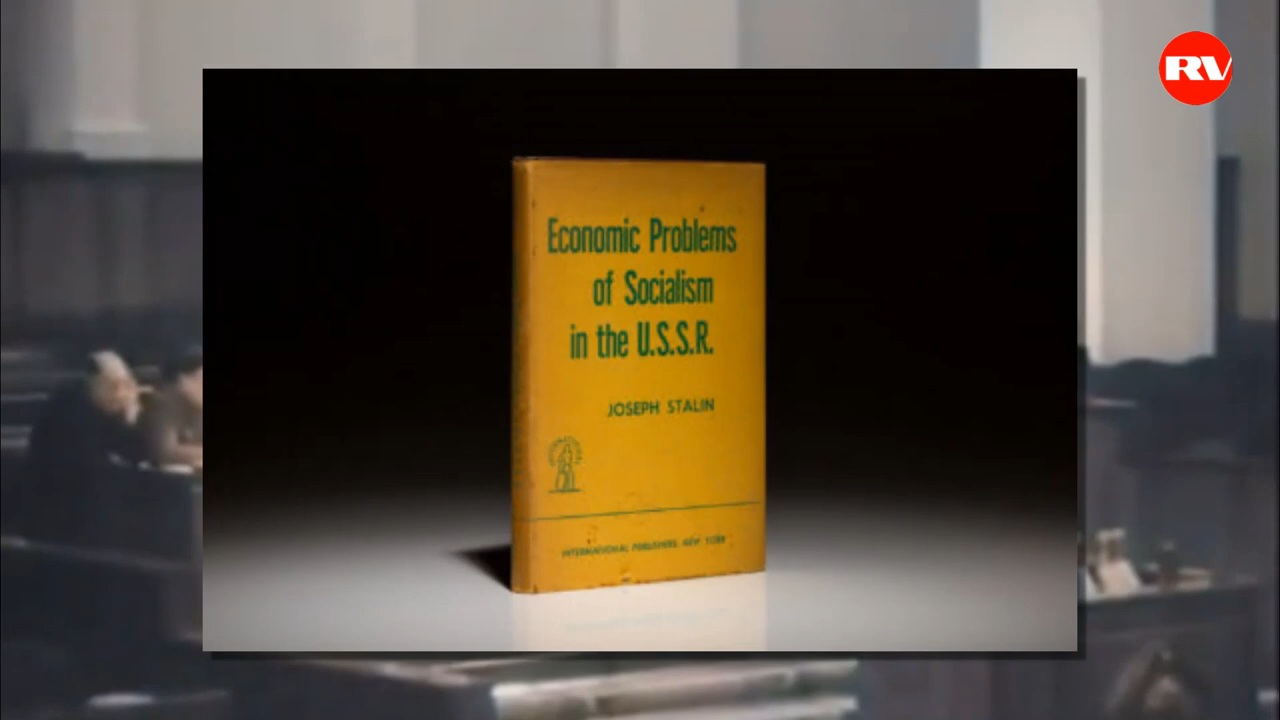 RV
Economic Problems
of Socialism
in the U.S.S.R.
JOSEPH STALIN
INTERNATIONAL PUBLISHERS, NEW YORK